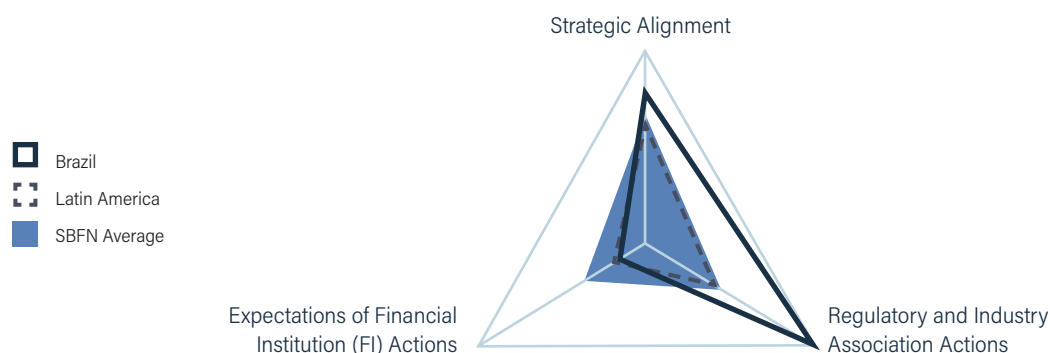 Strategic Alignment
Brazil
Latin America
SBFN Average
Expectations of Financial
Institution (FI) Actions
Regulatory and Industry
Association Actions